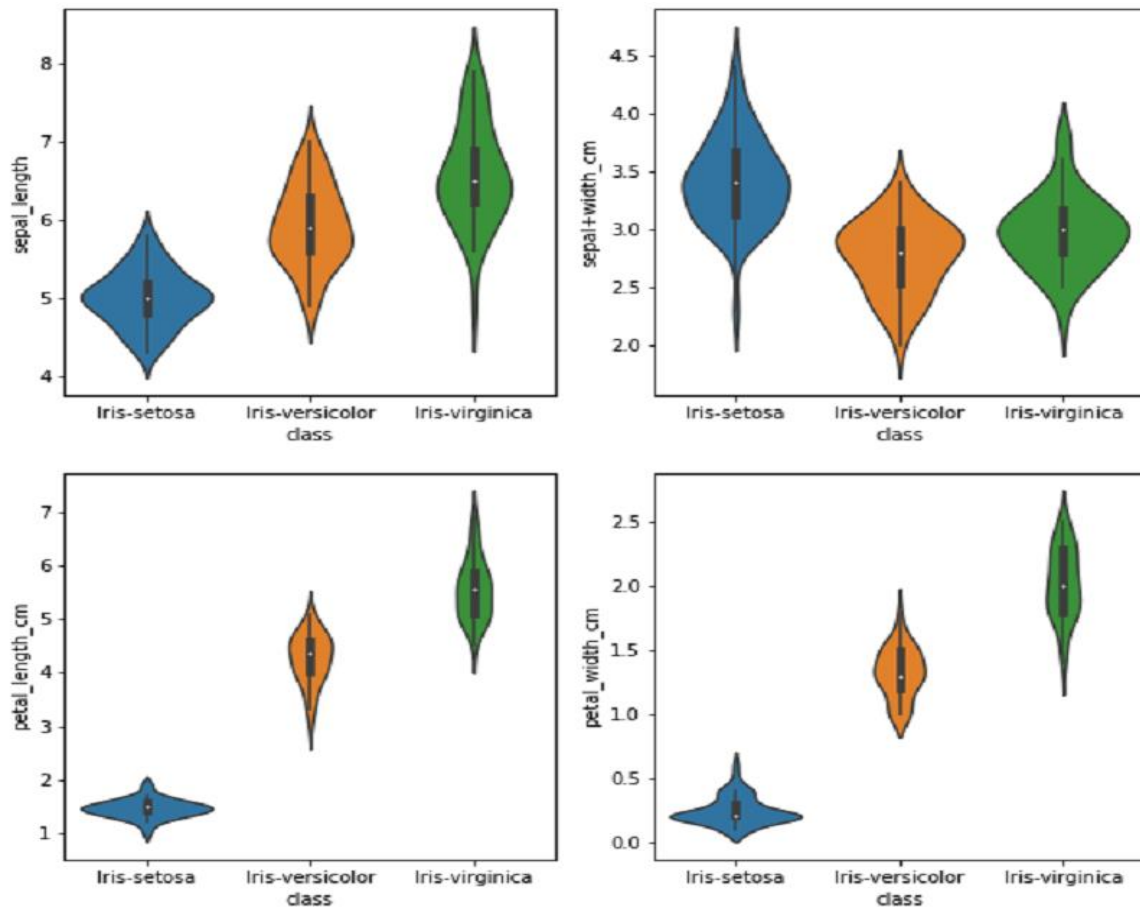 sepal_length
8
7
6
5
4
Iris-setosa Iris-versicolor Iris-virginica
class
sepal+width_cm
4.5
4.0
3.5
3.0
2.5
2.0
Iris-setosa Iris-versicolor Iris-virginica
class
petal_length_cm
7
6
5
4
3
2
1
Iris-setosa Iris-versicolor Iris-virginica
class
petal_width_cm
2.5
2.0
1.5
1.0
0.5
0.0
Iris-setosa Iris-versicolor Iris-virginica
class